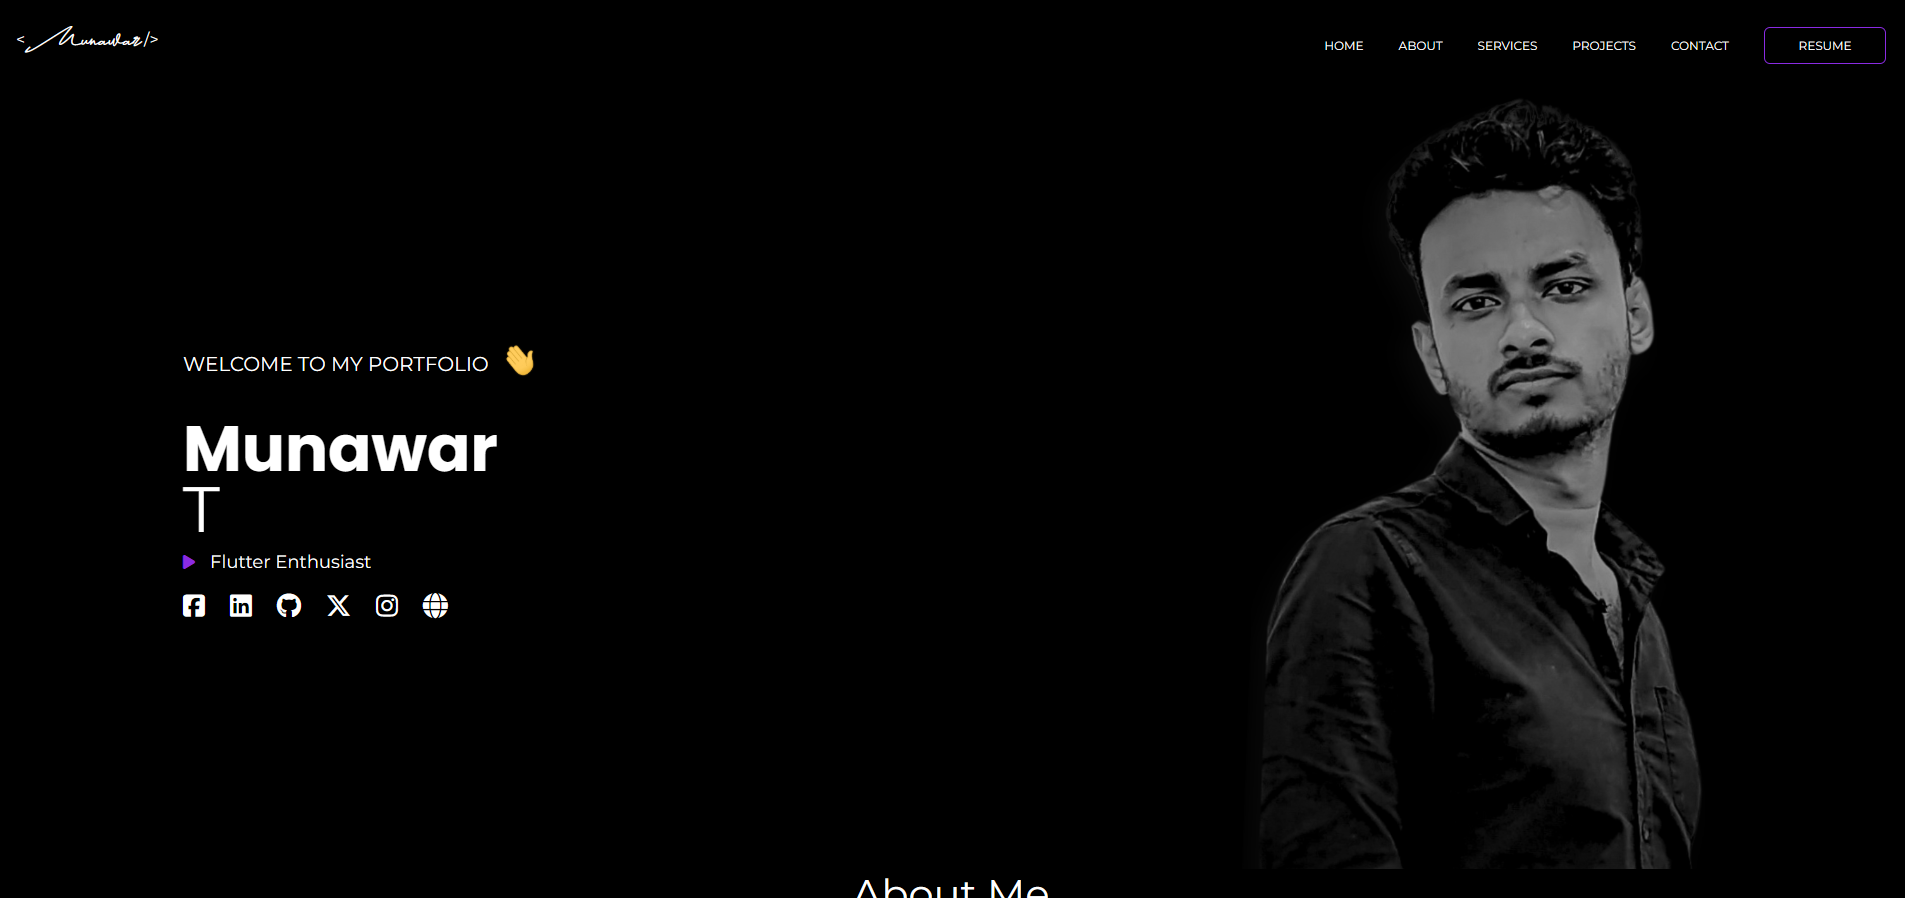 <Munawar/>
HOME ABOUT SERVICES PROJECTS CONTACT RESUME
WELCOME TO MY PORTFOLIO 👋
Munawar
T
Flutter Enthusiast
About Me